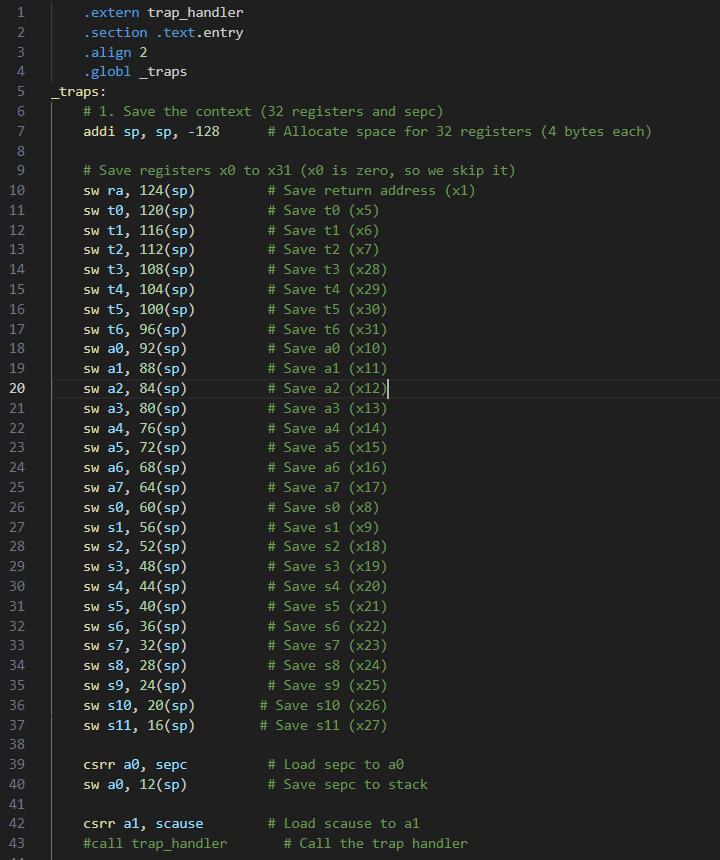 1 .extern trap_handler
2 .section .text.entry
3 .align 2
4 .globl _traps
5 _traps:
6 # 1. Save the context (32 registers and sepc)
7 addi sp, sp, -128 # Allocate space for 32 registers (4 bytes each)
8
9 # Save registers x0 to x31 (x0 is zero, so we skip it)
10 sw ra, 124(sp) # Save return address (x1)
11 sw t0, 120(sp) # Save t0 (x5)
12 sw t1, 116(sp) # Save t1 (x6)
13 sw t2, 112(sp) # Save t2 (x7)
14 sw t3, 108(sp) # Save t3 (x28)
15 sw t4, 104(sp) # Save t4 (x29)
16 sw t5, 100(sp) # Save t5 (x30)
17 sw t6, 96(sp) # Save t6 (x31)
18 sw a0, 92(sp) # Save a0 (x10)
19 sw a1, 88(sp) # Save a1 (x11)
20 sw a2, 84(sp) # Save a2 (x12)
21 sw a3, 80(sp) # Save a3 (x13)
22 sw a4, 76(sp) # Save a4 (x14)
23 sw a5, 72(sp) # Save a5 (x15)
24 sw a6, 68(sp) # Save a6 (x16)
25 sw a7, 64(sp) # Save a7 (x17)
26 sw s0, 60(sp) # Save s0 (x8)
27 sw s1, 56(sp) # Save s1 (x9)
28 sw s2, 52(sp) # Save s2 (x18)
29 sw s3, 48(sp) # Save s3 (x19)
30 sw s4, 44(sp) # Save s4 (x20)
31 sw s5, 40(sp) # Save s5 (x21)
32 sw s6, 36(sp) # Save s6 (x22)
33 sw s7, 32(sp) # Save s7 (x23)
34 sw s8, 28(sp) # Save s8 (x24)
35 sw s9, 24(sp) # Save s9 (x25)
36 sw s10, 20(sp) # Save s10 (x26)
37 sw s11, 16(sp) # Save s11 (x27)
38
39 csrr a0, sepc # Load sepc to a0
40 sw a0, 12(sp) # Save sepc to stack
41
42 csrr a1, scause # Load scause to a1
43 #call trap_handler # Call the trap handler